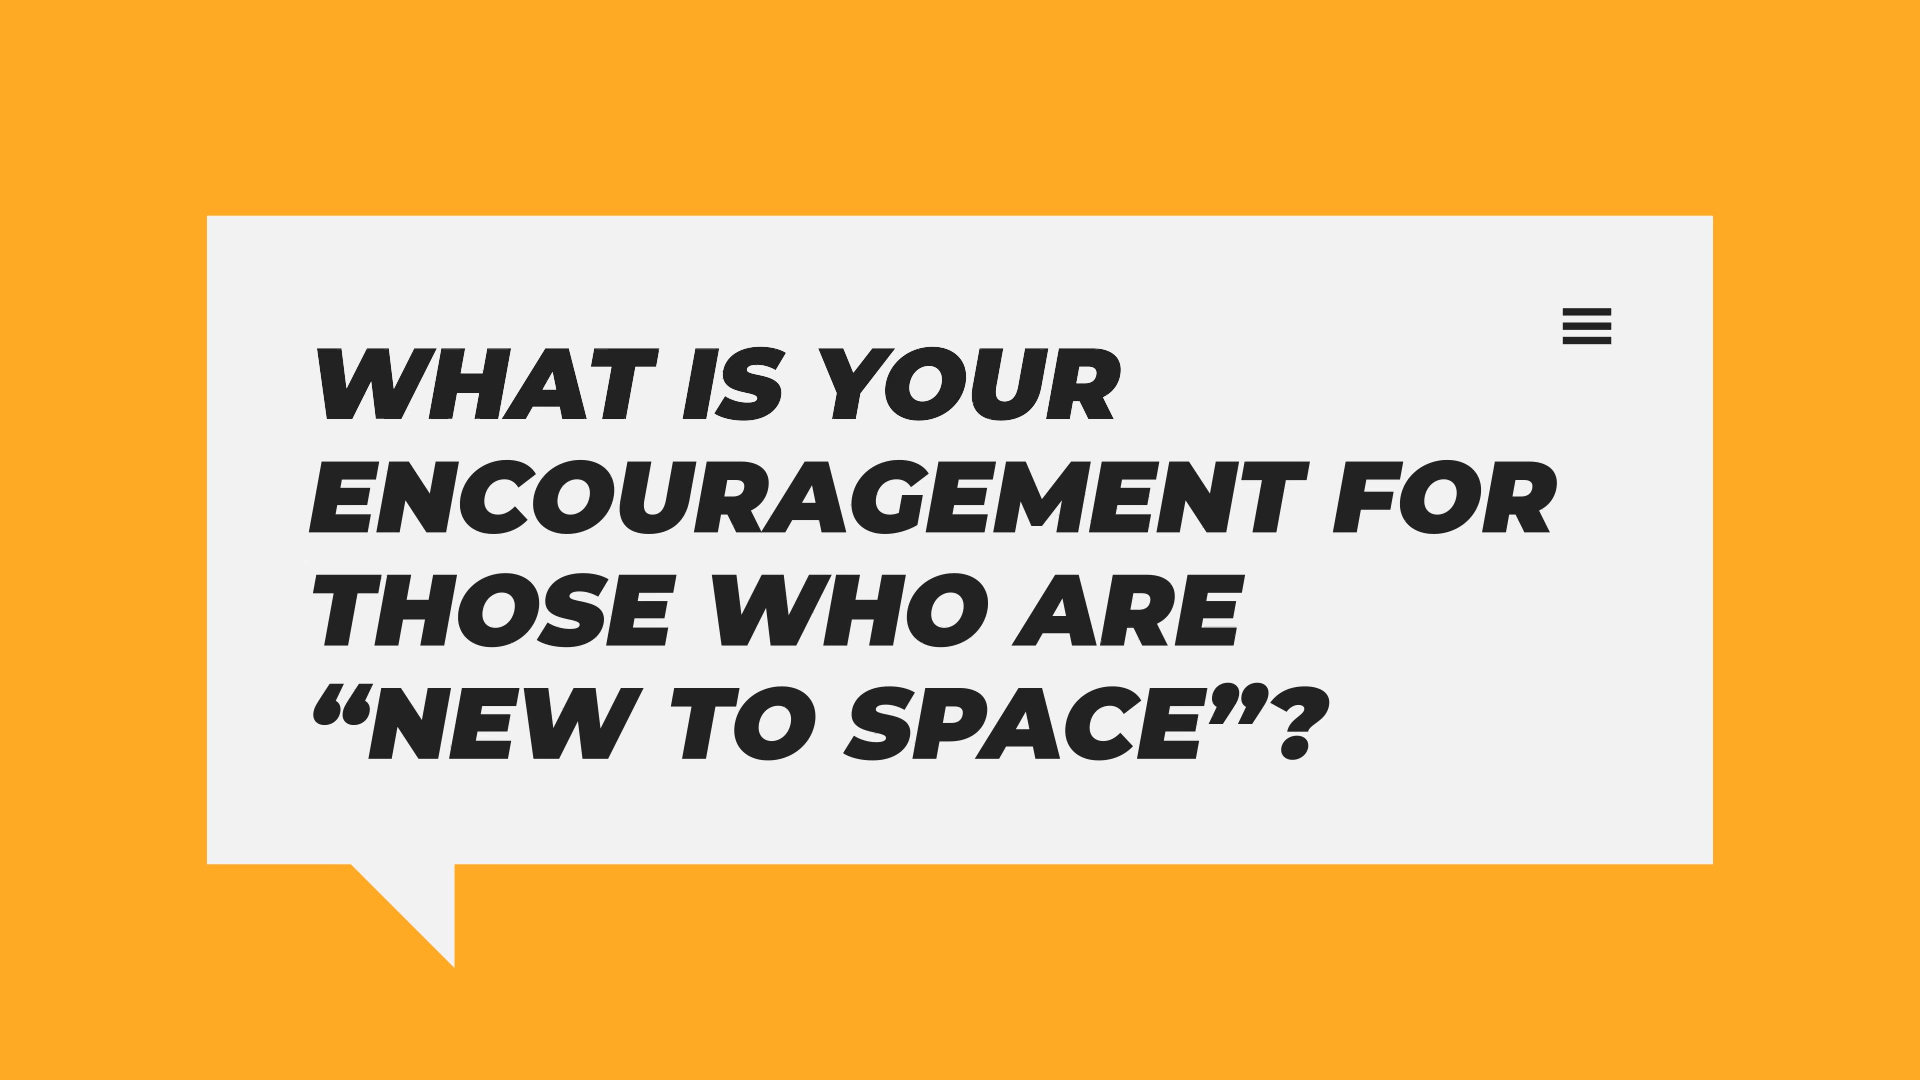 WHAT IS YOUR
ENCOURAGEMENT FOR
THOSE WHO ARE
“NEW TO SPACE”?